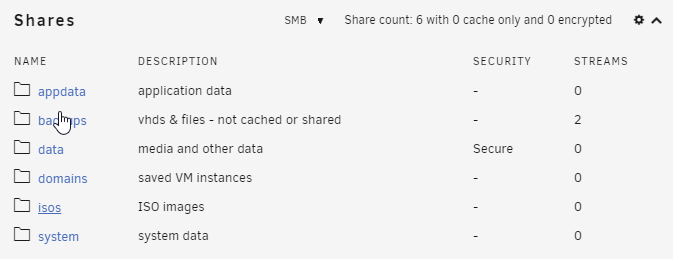 Shares SMB ▼ Share count: 6 with 0 cache only and 0 encrypted
NAME DESCRIPTION SECURITY STREAMS
appdata application data - 0
backups vhds & files - not cached or shared - 2
data media and other data Secure 0
domains saved VM instances - 0
isos ISO images - 0
system system data - 0